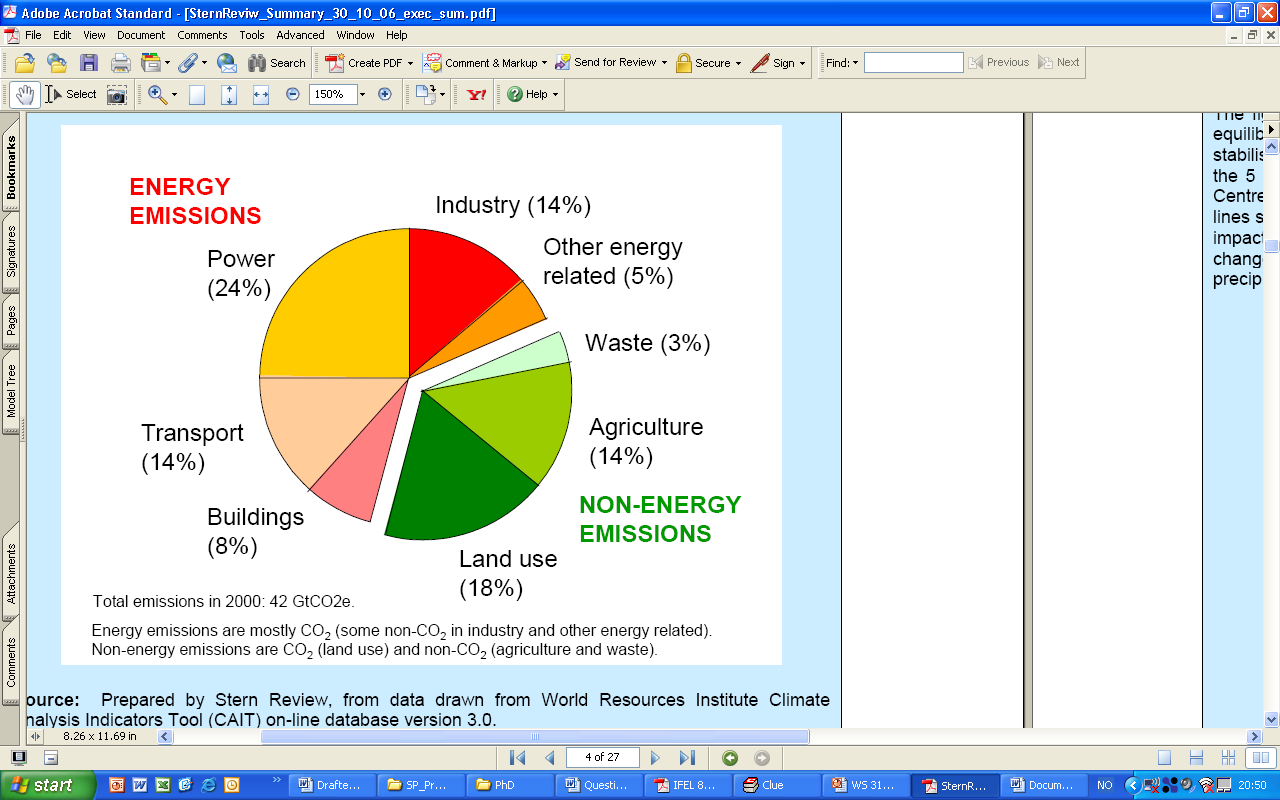 Adobe Acrobat Standard - [SternReviw_Summary_30_10_06_exec_sum.pdf]
File Edit View Document Comments Tools Advanced Window Help
Search Create PDF Comment & Markup Send for Review Secure Sign Find: Previous Next
Select 150% Y! Help
Bookmarks
Signatures
Pages
Model Tree
Attachments
Comments
ENERGY
EMISSIONS
Industry (14%)
Other energy
related (5%)
Power
(24%)
Waste (3%)
Agriculture
(14%)
Transport
(14%)
NON-ENERGY
EMISSIONS
Buildings
(8%)
Land use
(18%)
Total emissions in 2000: 42 GtCO2e.
Energy emissions are mostly CO2 (some non-CO2 in industry and other energy related).
Non-energy emissions are CO2 (land use) and non-CO2 (agriculture and waste).
ource: Prepared by Stern Review, from data drawn from World Resources Institute Climate
nalysis Indicators Tool (CAIT) on-line database version 3.0.
equilib
stabilis
the 5
Centre
lines s
impact
chang
precip
8.26 x 11.69 in
4 of 27
start Drafte... SP_Pr... PhD Questi... IFEL 8... Clue WS 31... SternR... Docum... NO 20:50